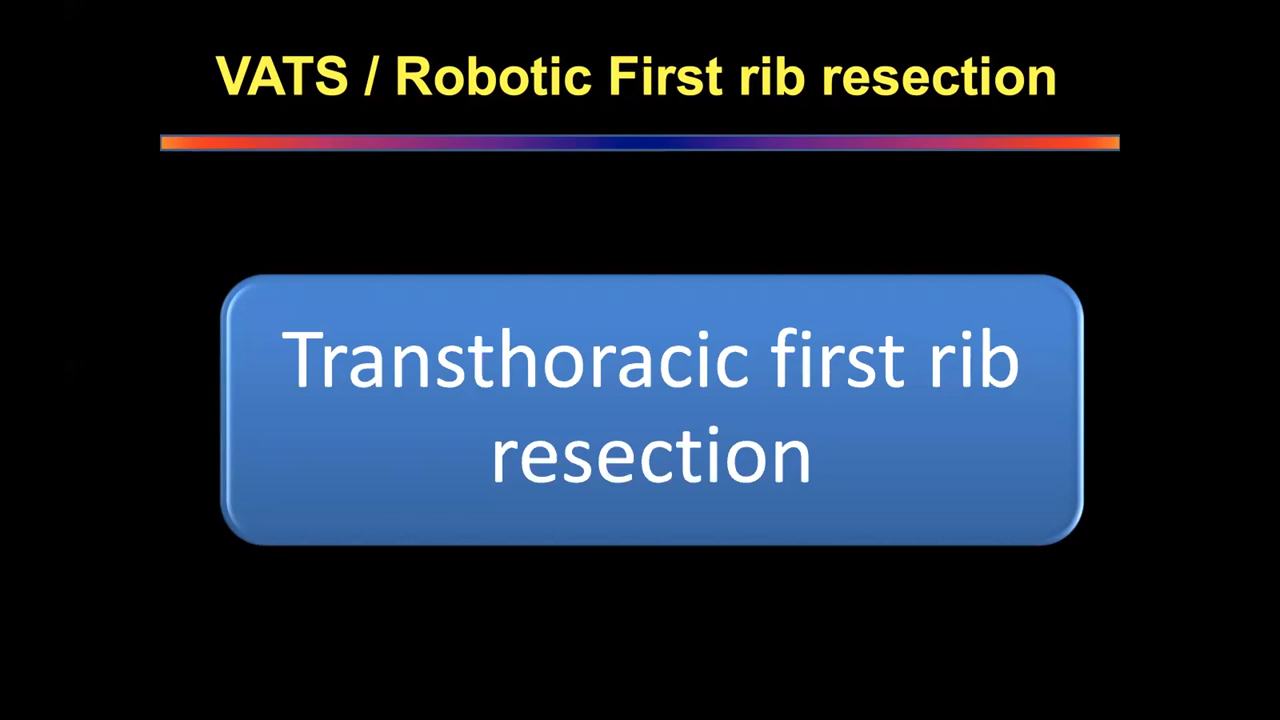 VATS / Robotic First rib resection
Transthoracic first rib
resection